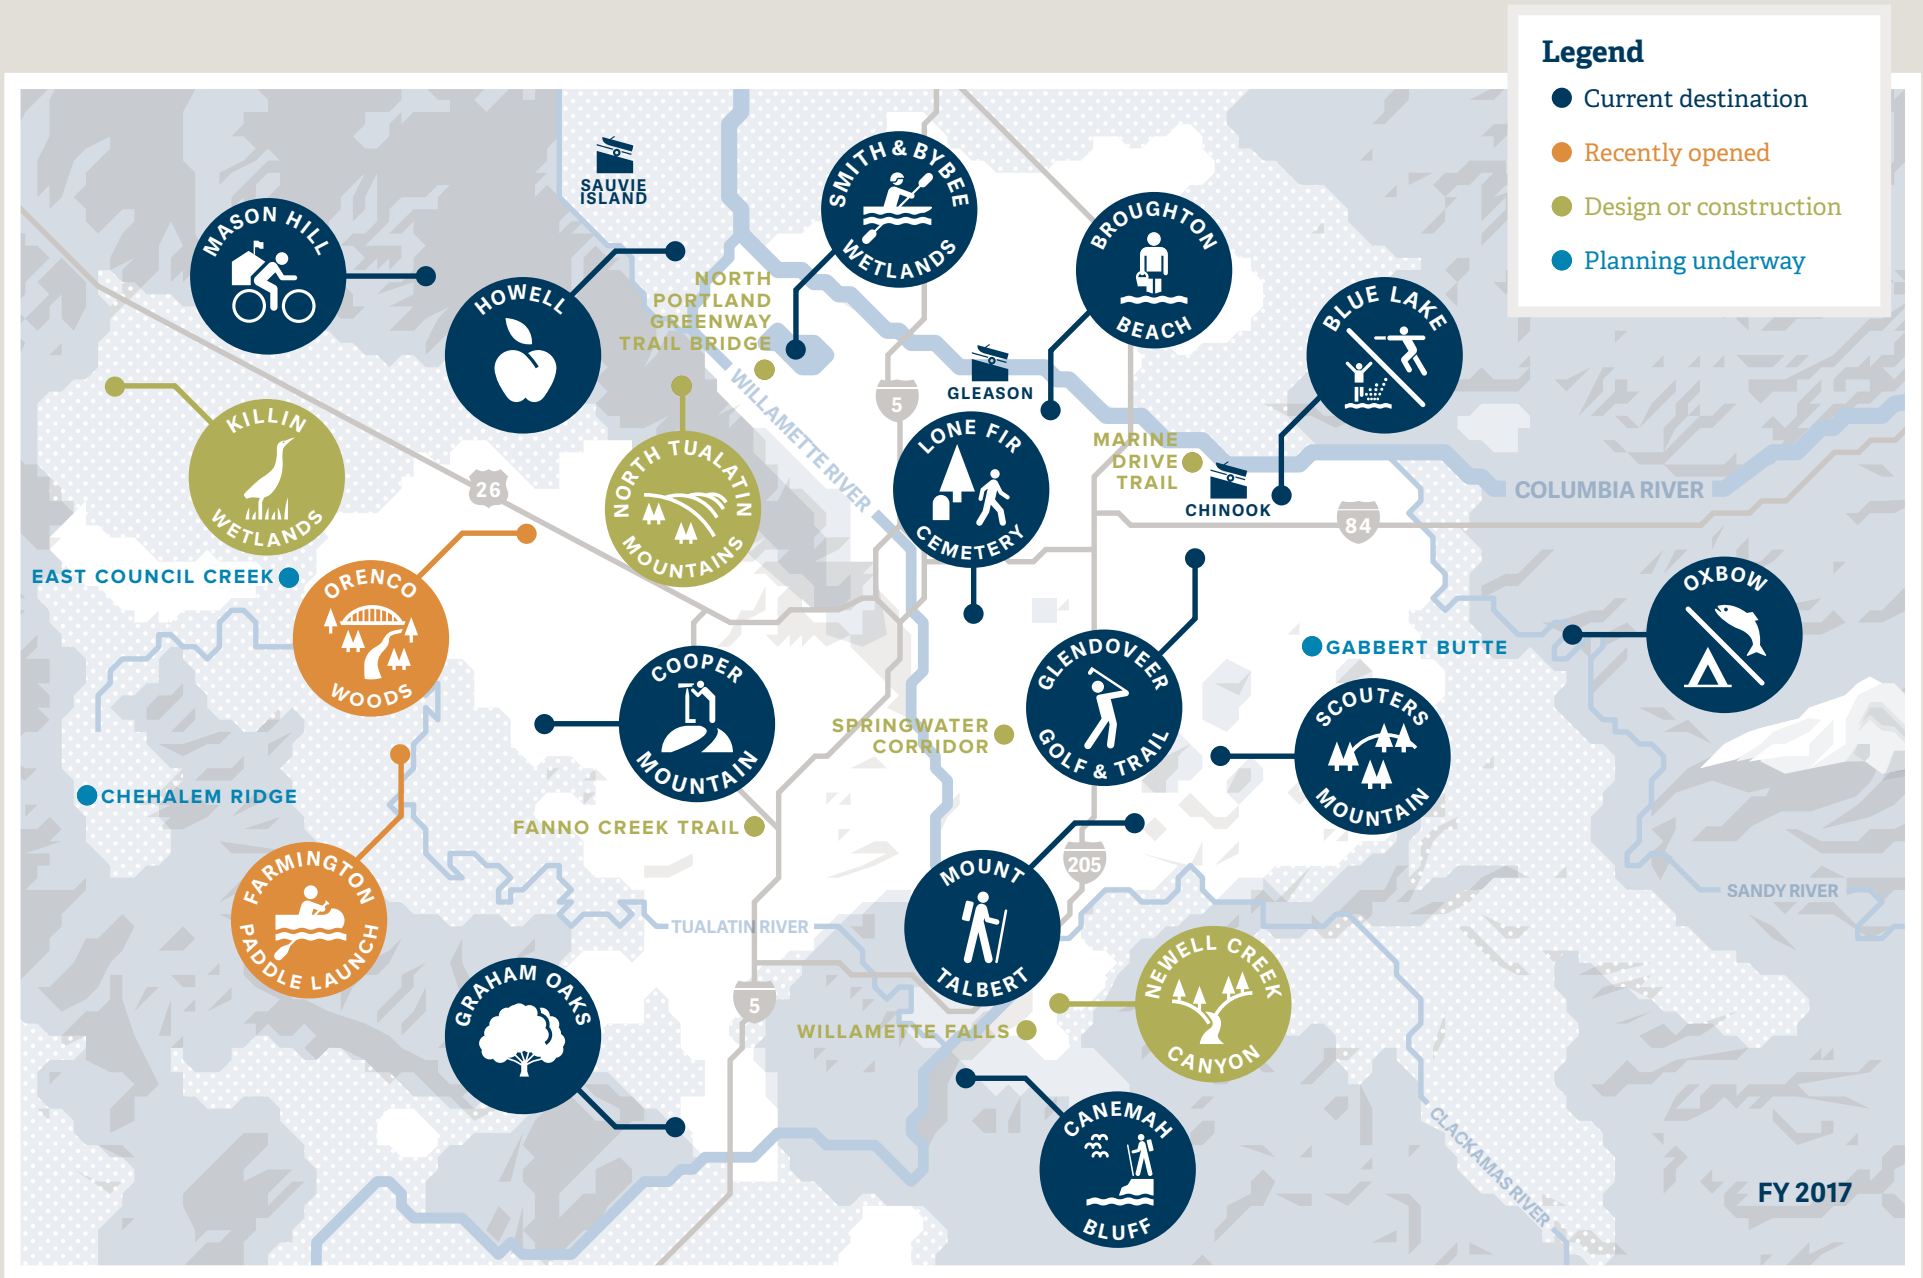 Legend
Current destination
Recently opened
Design or construction
Planning underway
SAUVIE
ISLAND
SMITH & BYBEE
WETLANDS
MASON HILL
BROUGHTON
BEACH
HOWELL
NORTH
PORTLAND
GREENWAY
TRAIL BRIDGE
BLUE LAKE
WILLAMETTE RIVER
5
GLEASON
KILLIN
WETLANDS
26
NORTH TUALATIN
MOUNTAINS
LONE FIR
CEMETERY
MARINE
DRIVE
TRAIL
CHINOOK
COLUMBIA RIVER
84
EAST COUNCIL CREEK
ORENCO
WOODS
OXBOW
GABBERT BUTTE
COOPER
MOUNTAIN
GLENDOVEER
GOLF & TRAIL
SPRINGWATER
CORRIDOR
SCOUTERS
MOUNTAIN
CHEHALEM RIDGE
FANNO CREEK TRAIL
205
FARMINGTON
PADDLE LAUNCH
MOUNT
TALBERT
SANDY RIVER
TUALATIN RIVER
GRAHAM OAKS
5
NEWELL CREEK
CANYON
WILLAMETTE FALLS
CANEMAH
BLUFF
CLACKAMAS RIVER
FY 2017